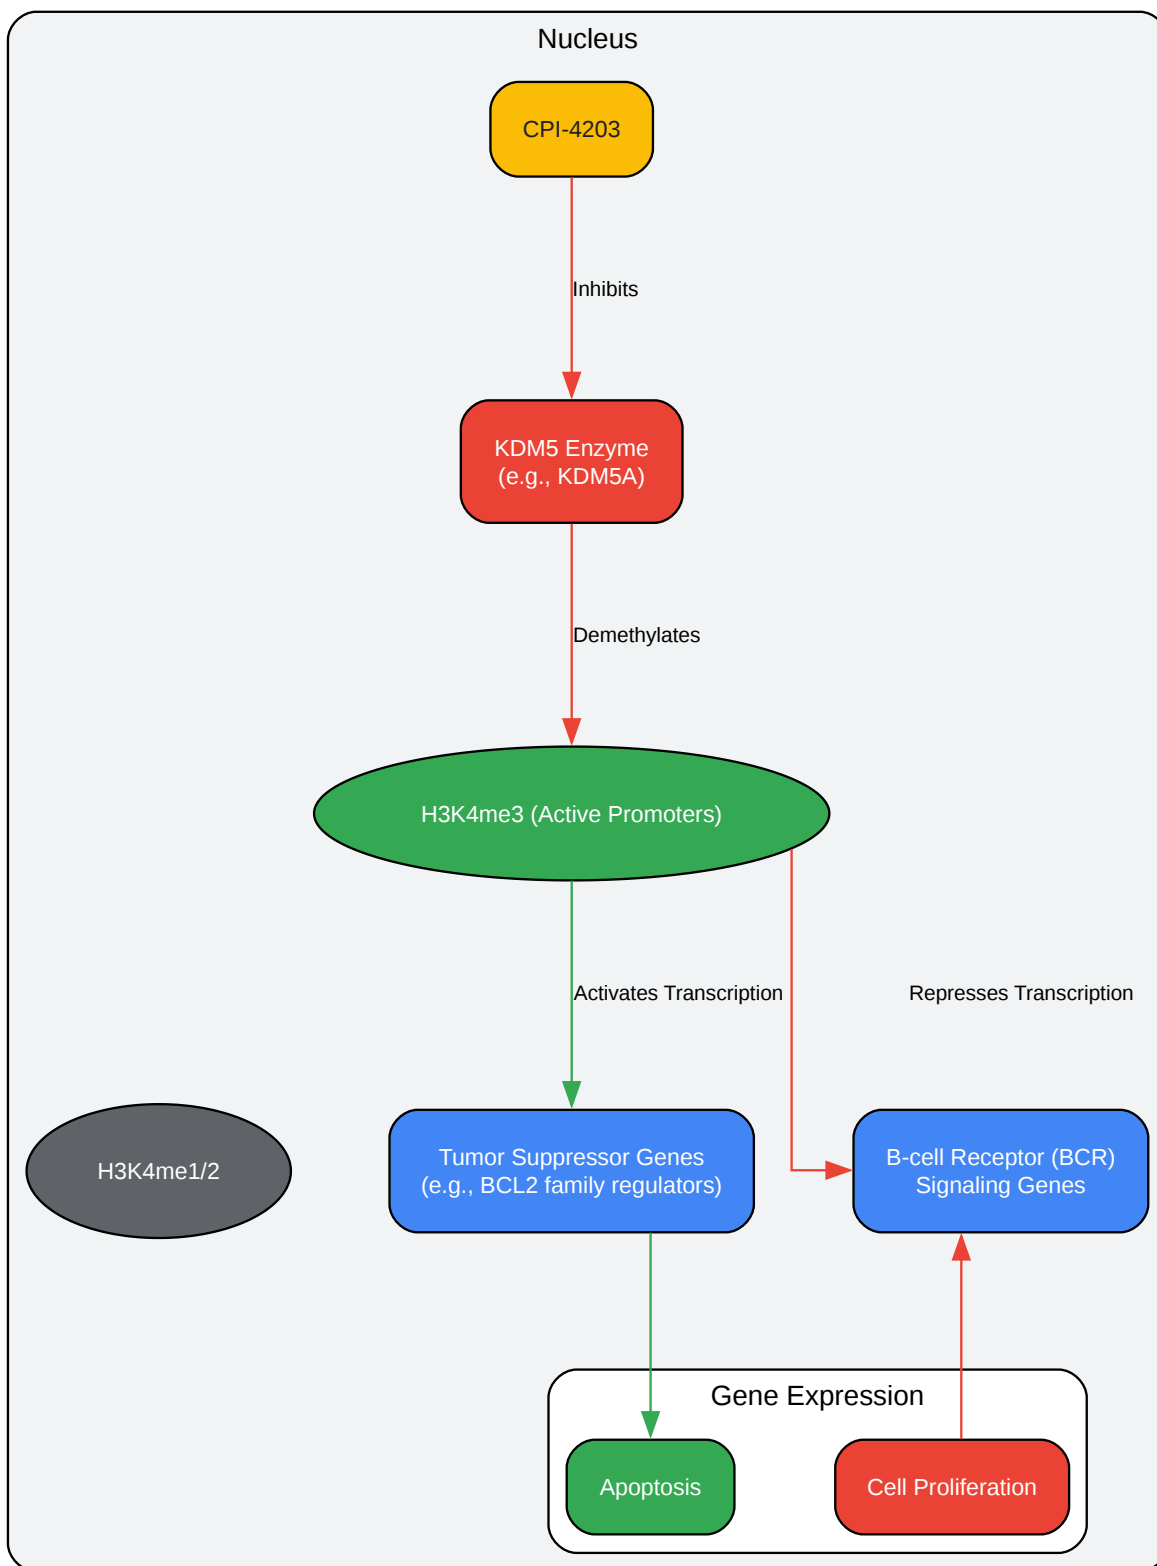 Nucleus
CPI-4203
Inhibits
KDM5 Enzyme
(e.g., KDM5A)
Demethylates
H3K4me3 (Active Promoters)
Activates Transcription
Represses Transcription
H3K4me1/2
Tumor Suppressor Genes
(e.g., BCL2 family regulators)
B-cell Receptor (BCR)
Signaling Genes
Gene Expression
Apoptosis
Cell Proliferation